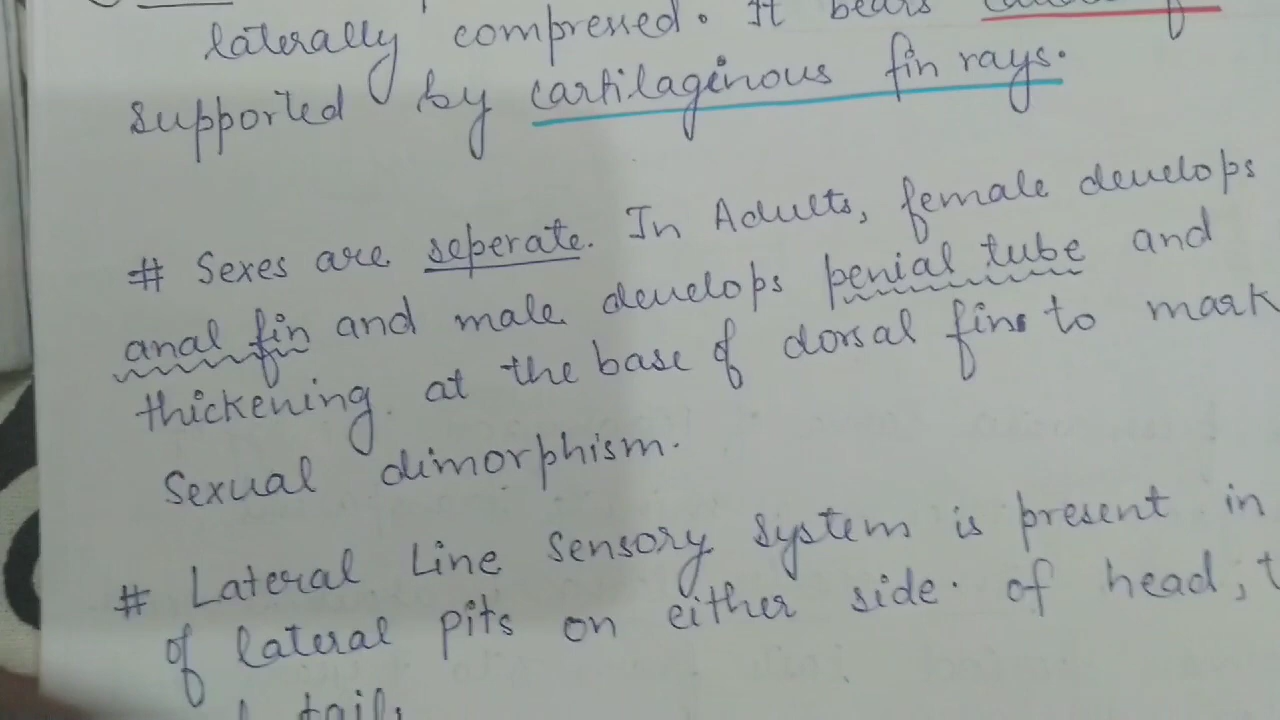 laterally compressed. It bears
supported by cartilaginous fin rays.
# Sexes are seperate. In Adults, female develops
anal fin and male develops penial tube and
thickening at the base of dorsal fins to mark
Sexual dimorphism.
# Lateral Line sensory system is present in
of lateral pits on either side. of head,
tail.